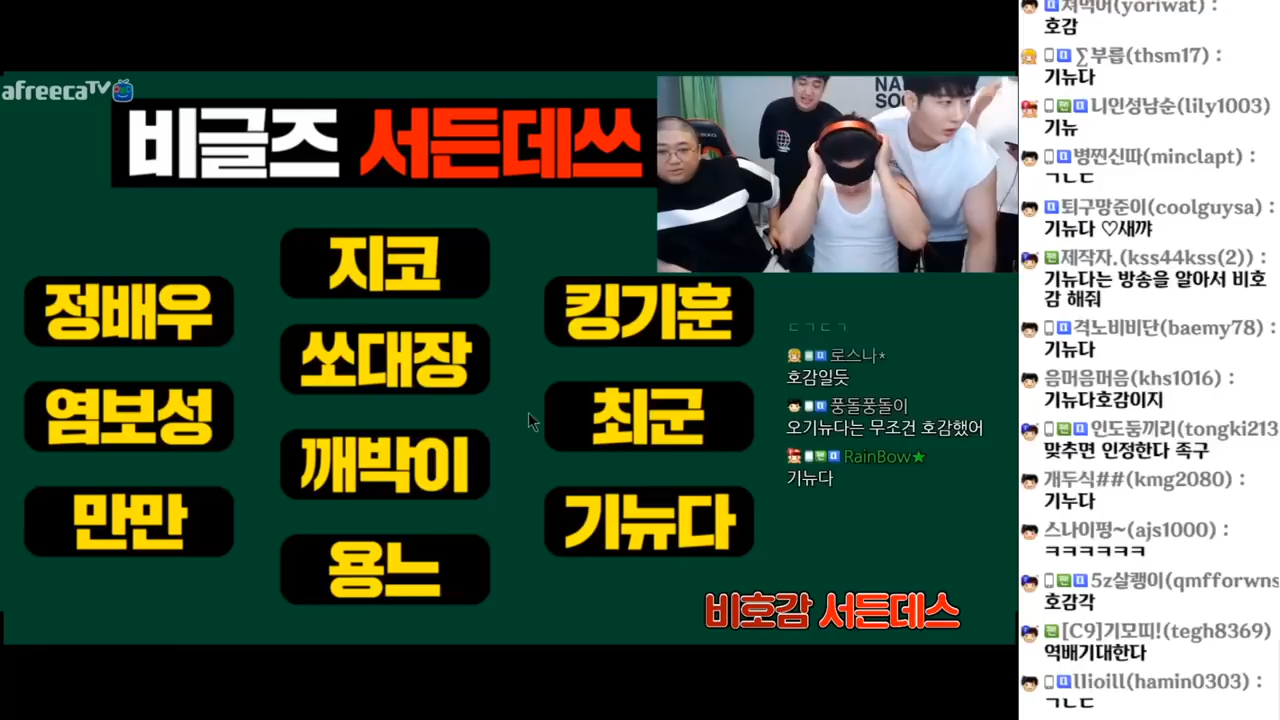 afreecaTV
비글즈 서든데쓰
NA
SO
지코
정배우
킹기훈
쏘대장
염보성
최군
깨박이
만만
기뉴다
용느
비호감 서든데스
ㄷㄱㄷㄱ
로스나*
호감일듯
풍돌풍돌이
오기뉴다는 무조건 호감했어
RainBow★
기뉴다
쳐먹어(yoriwat) :
호감
∑부릅(thsm17) :
기뉴다
니인성남순(lily1003)
기뉴
병찐신따(minclapt) :
ㄱㄴㄷ
퇴구망준이(coolguysa) :
기뉴다 ♡새꺄
제작자.(kss44kss(2)) :
기뉴다는 방송을 알아서 비호
감 해줘
격노비비단(baemy78) :
기뉴다
음머음머음(khs1016) :
기뉴다호감이지
인도둠끼리(tongki213
맞추면 인정한다 족구
개두식##(kmg2080) :
기누다
스나이평~(ajs1000) :
ㅋㅋㅋㅋㅋㅋ
5z살쾡이(qmfforwns
호감각
[C9]기모띠!(tegh8369)
역배기대한다
llioill(hamin0303) :
ㄱㄴㄷ